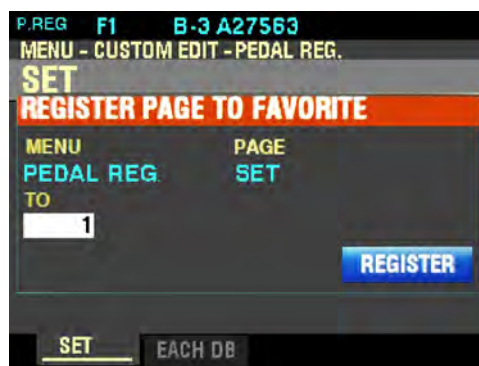 P.REG F1 B-3 A27563
MENU - CUSTOM EDIT - PEDAL REG.
SET
REGISTER PAGE TO FAVORITE
MENU PAGE
PEDAL REG. SET
TO
1
REGISTER
SET EACH DB